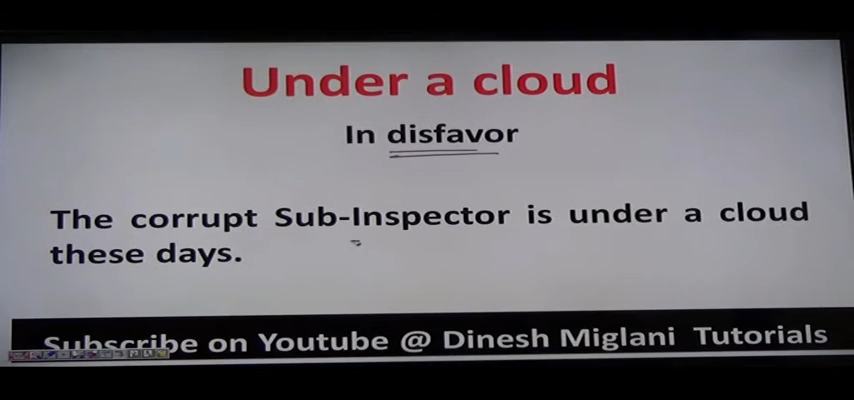 Under a cloud
In disfavor
The corrupt Sub-Inspector is under a cloud
these days.
Subscribe on Youtube @ Dinesh Miglani Tutorials